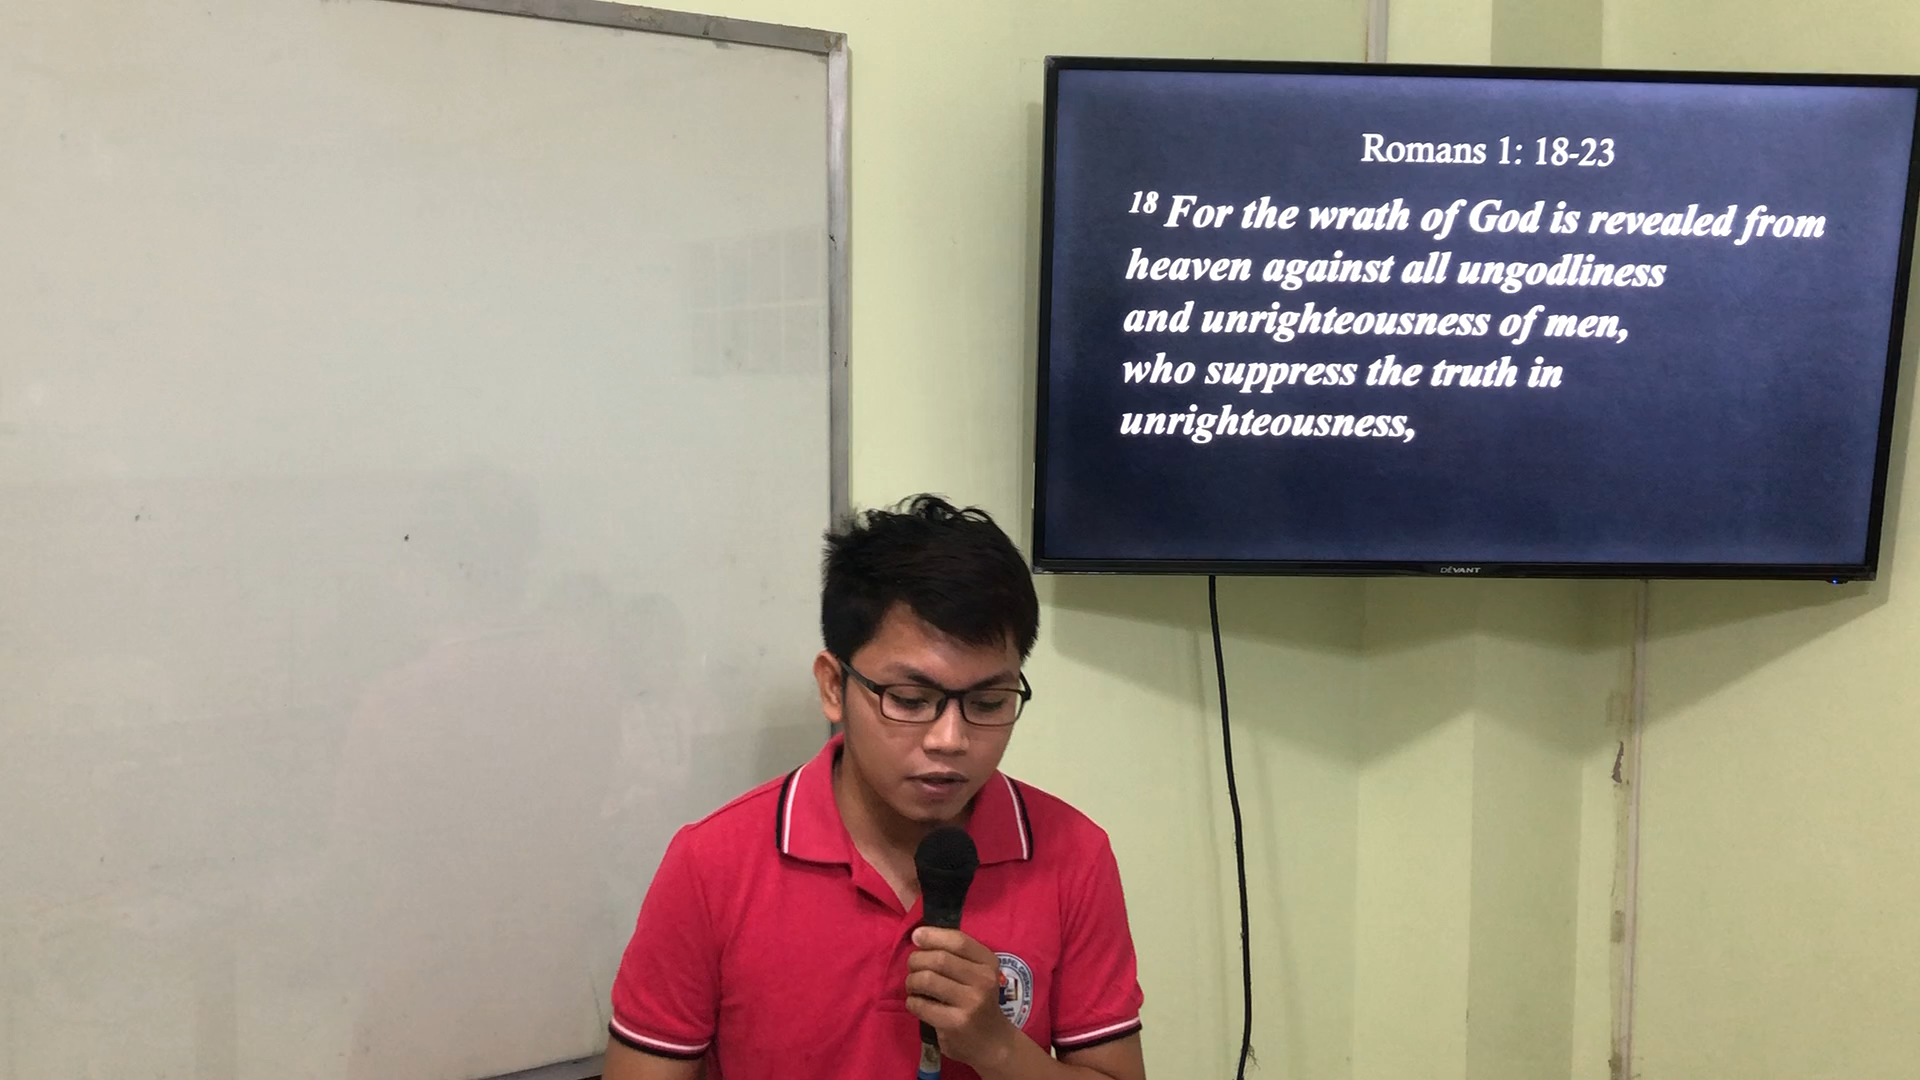 Romans 1: 18-23
18 For the wrath of God is revealed from
heaven against all ungodliness
and unrighteousness of men,
who suppress the truth in
unrighteousness,
DEVANT
CHURCH